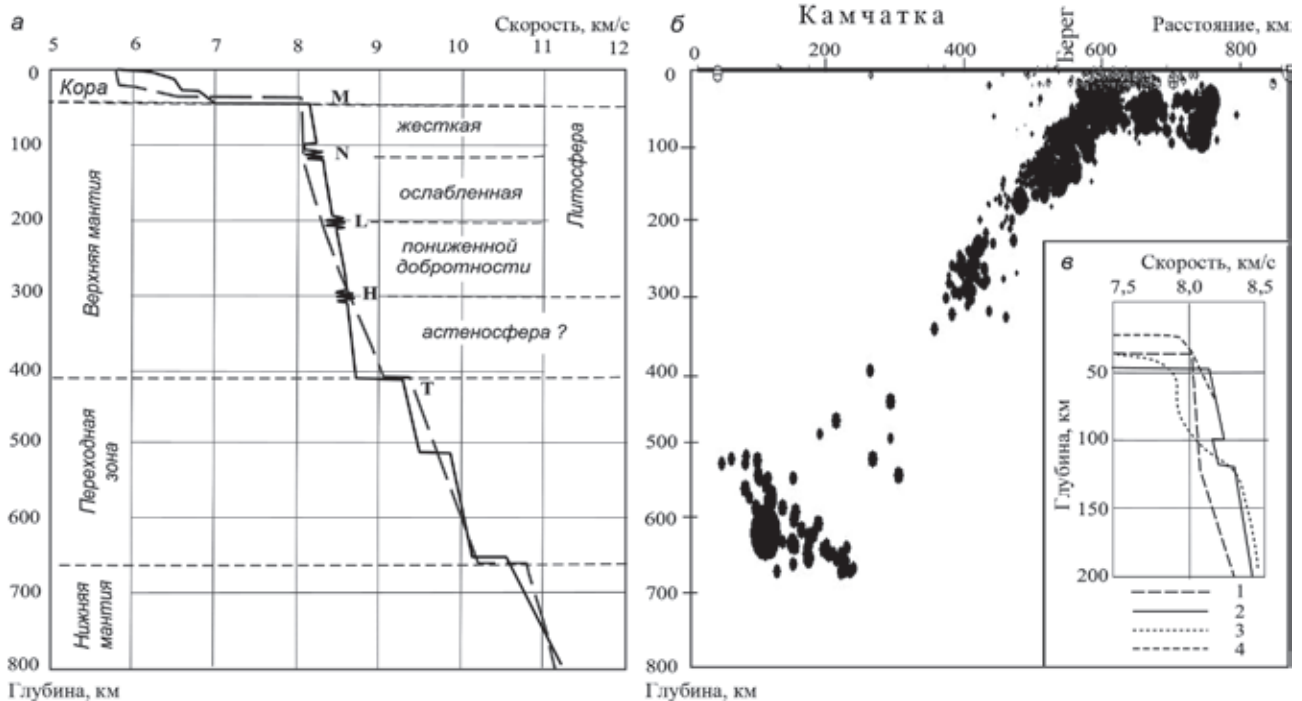 а
Скорость, км/с
5 6 7 8 9 10 11 12
0
100
200
300
400
500
600
700
800
Глубина, км
Кора
Верхняя мантия
Переходная зона
Нижняя мантия
M
N
L
H
T
жесткая
ослабленная
пониженной
добротности
астеносфера ?
Литосфера
б
Камчатка
Берег
Расстояние, км
0 200 400 600 800
0
100
200
300
400
500
600
700
800
Глубина, км
в
Скорость, км/с
7,5 8,0 8,5
50
100
150
200
Глубина, км
1
2
3
4